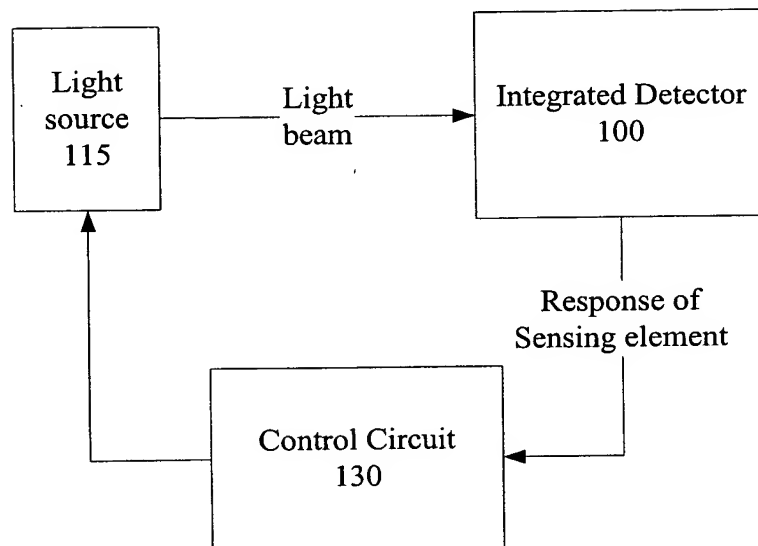 Light
source
115
Light
beam
Integrated Detector
100
Response of
Sensing element
Control Circuit
130